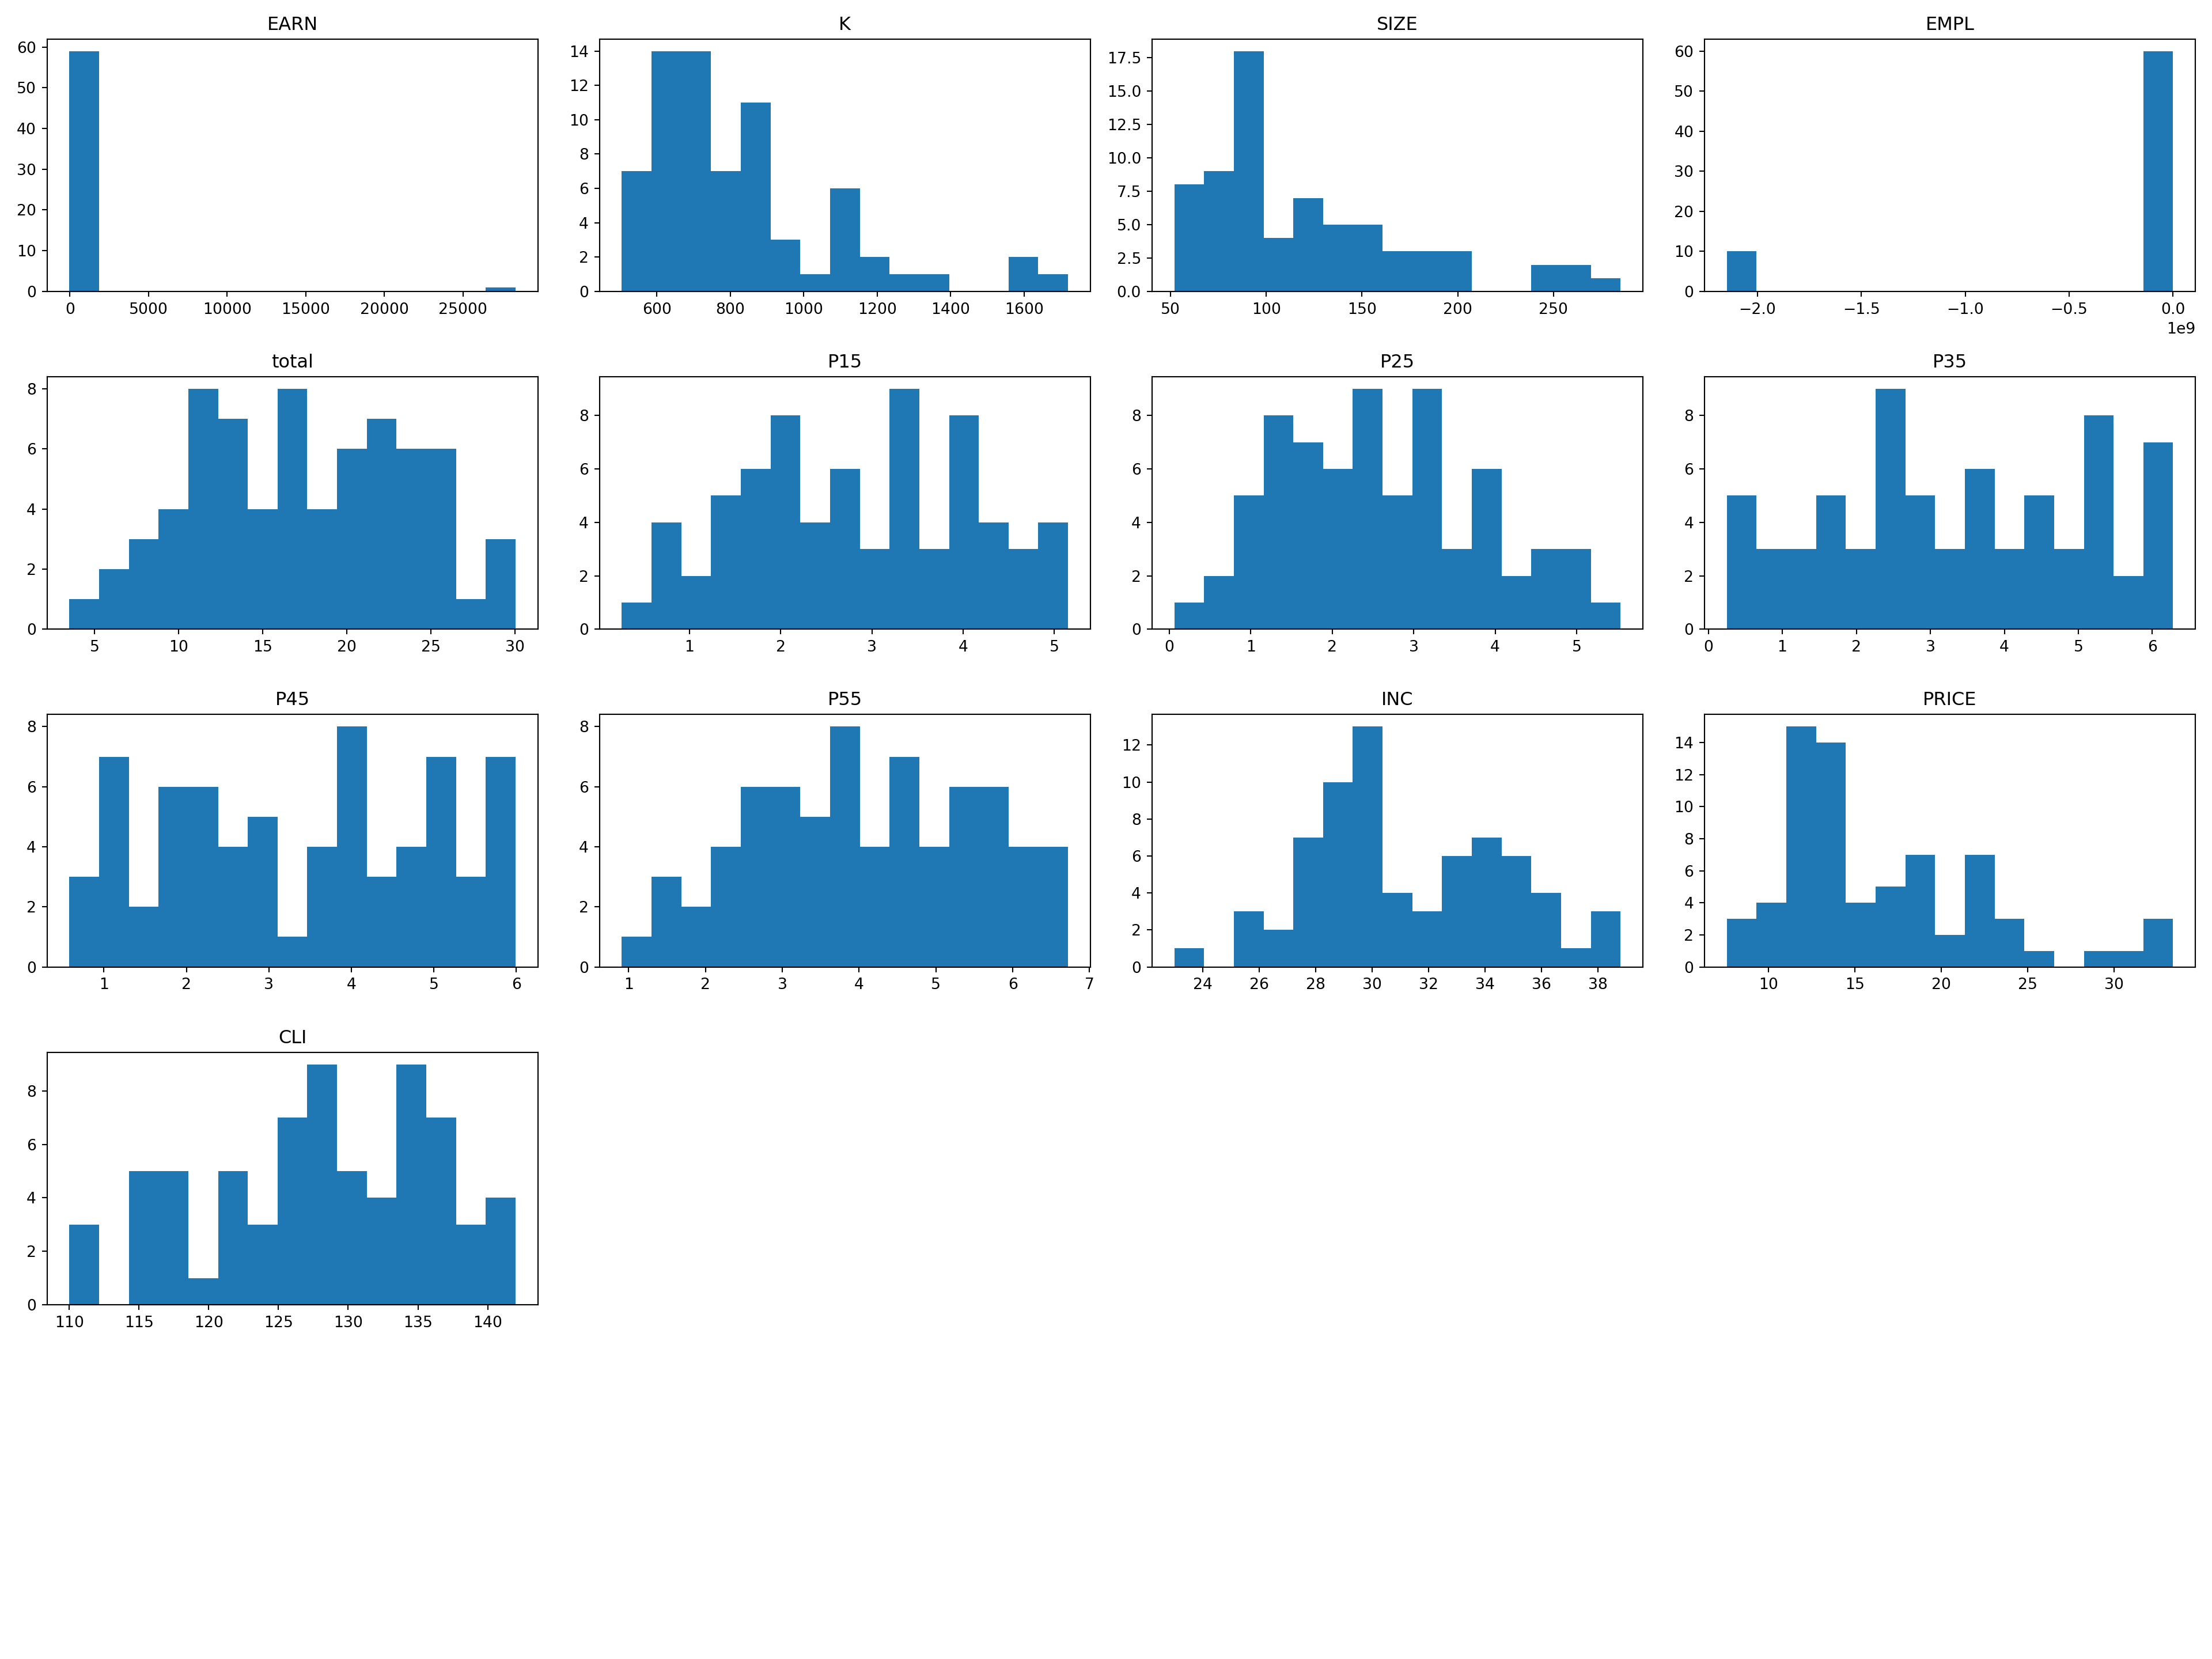 EARN K SIZE EMPL
60 14 17.5 60
50 12 15.0 50
40 10 12.5 40
30 8 10.0 30
20 6 7.5 20
10 4 5.0 10
0 2 2.5 0
0 0.0
0 5000 10000 15000 20000 25000 600 800 1000 1200 1400 1600 50 100 150 200 250 −2.0 −1.5 −1.0 −0.5 0.0
1e9
total P15 P25 P35
8 8 8 8
6 6 6 6
4 4 4 4
2 2 2 2
0 0 0 0
5 10 15 20 25 30 1 2 3 4 5 0 1 2 3 4 5 0 1 2 3 4 5 6
P45 P55 INC PRICE
8 8 12 14
6 6 10 12
4 4 8 10
2 2 6 8
0 0 4 6
2 4
0 2
0
1 2 3 4 5 6 1 2 3 4 5 6 7 24 26 28 30 32 34 36 38 10 15 20 25 30
CLI
8
6
4
2
0
110 115 120 125 130 135 140